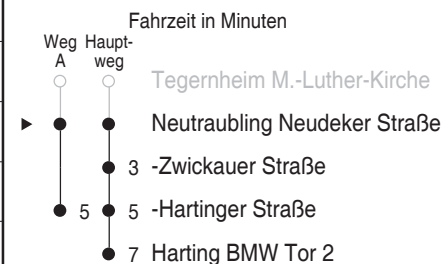 Fahrzeit in Minuten
Weg Haupt-
A weg
Tegernheim M.-Luther-Kirche
Neutraubling Neudeker Straße
3 -Zwickauer Straße
5 5 -Hartinger Straße
7 Harting BMW Tor 2